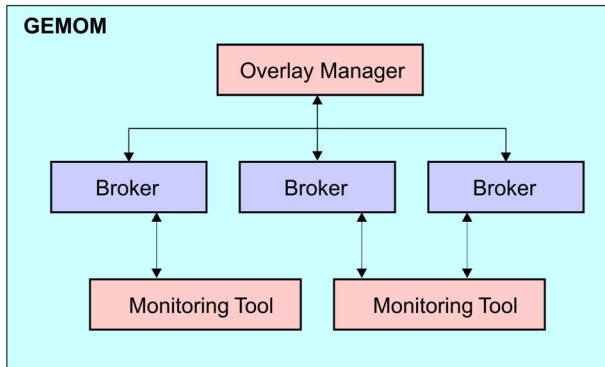 GEMOM
Overlay Manager
Broker
Broker
Broker
Monitoring Tool
Monitoring Tool